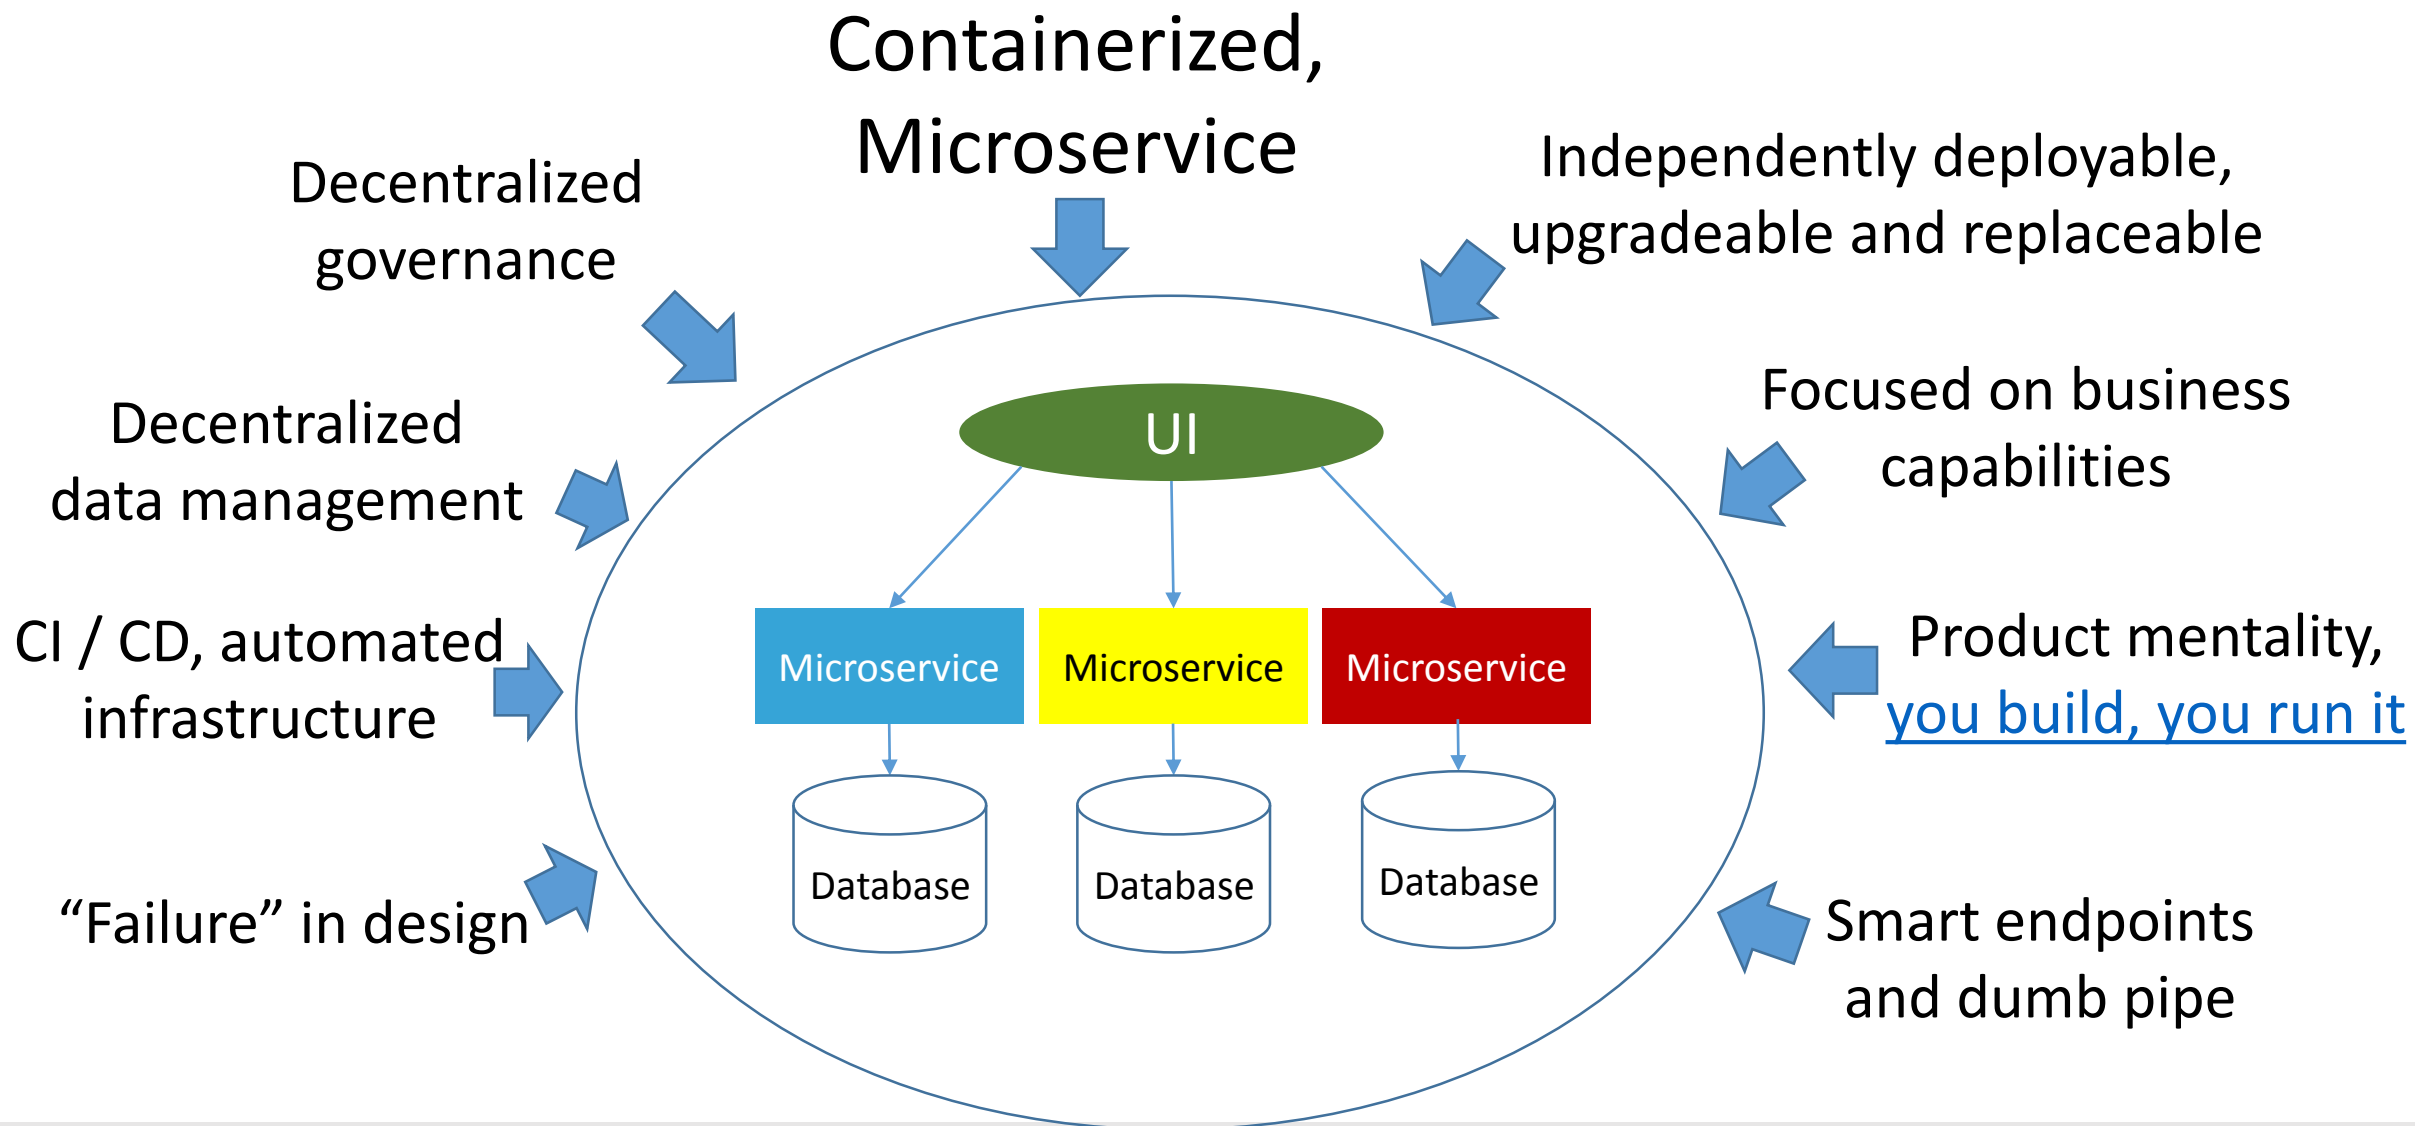 Containerized,
Microservice
Decentralized
governance
Independently deployable,
upgradeable and replaceable
Decentralized
data management
Focused on business
capabilities
CI / CD, automated
infrastructure
Product mentality,
you build, you run it
“Failure” in design
Smart endpoints
and dumb pipe
UI
Microservice
Microservice
Microservice
Database
Database
Database